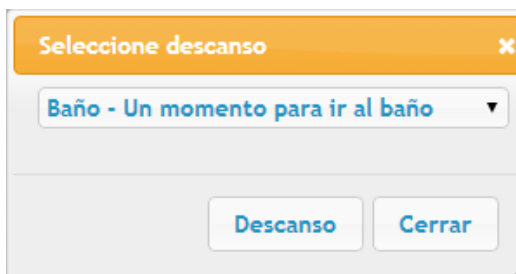 Seleccione descanso
Baño - Un momento para ir al baño
Descanso Cerrar